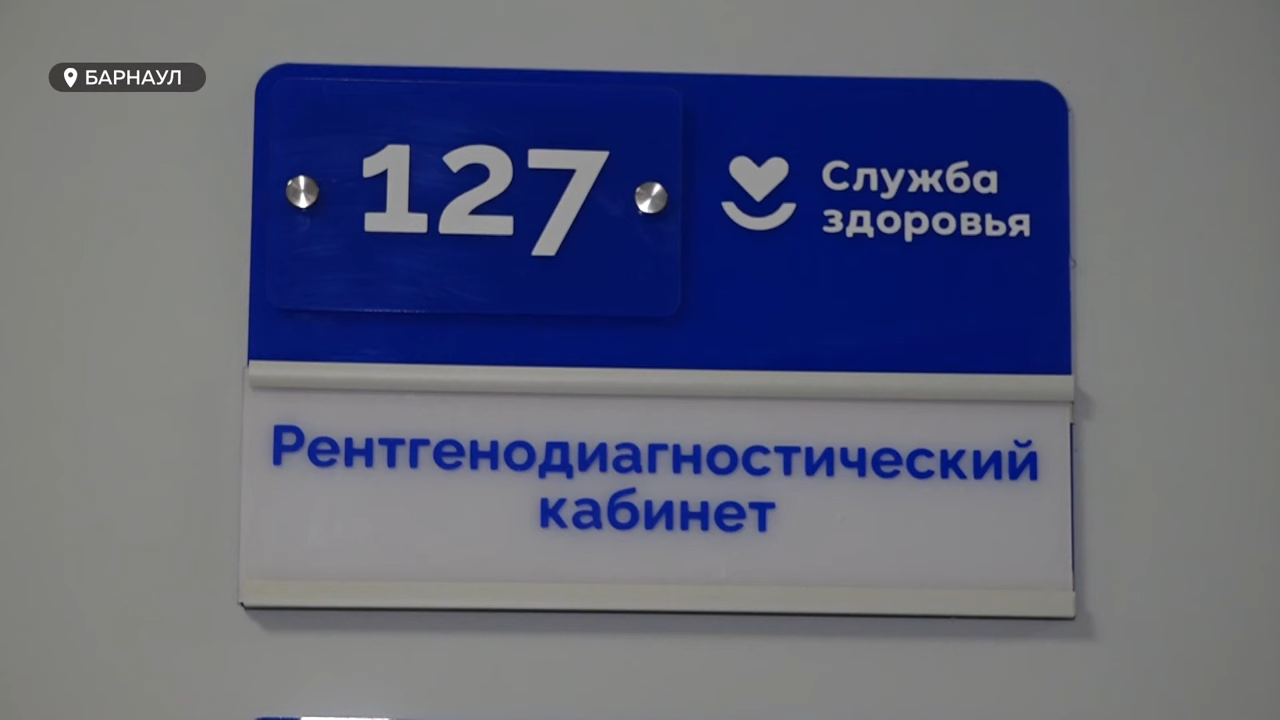 БАРНАУЛ
127
Служба
здоровья
Рентгенодиагностический
кабинет